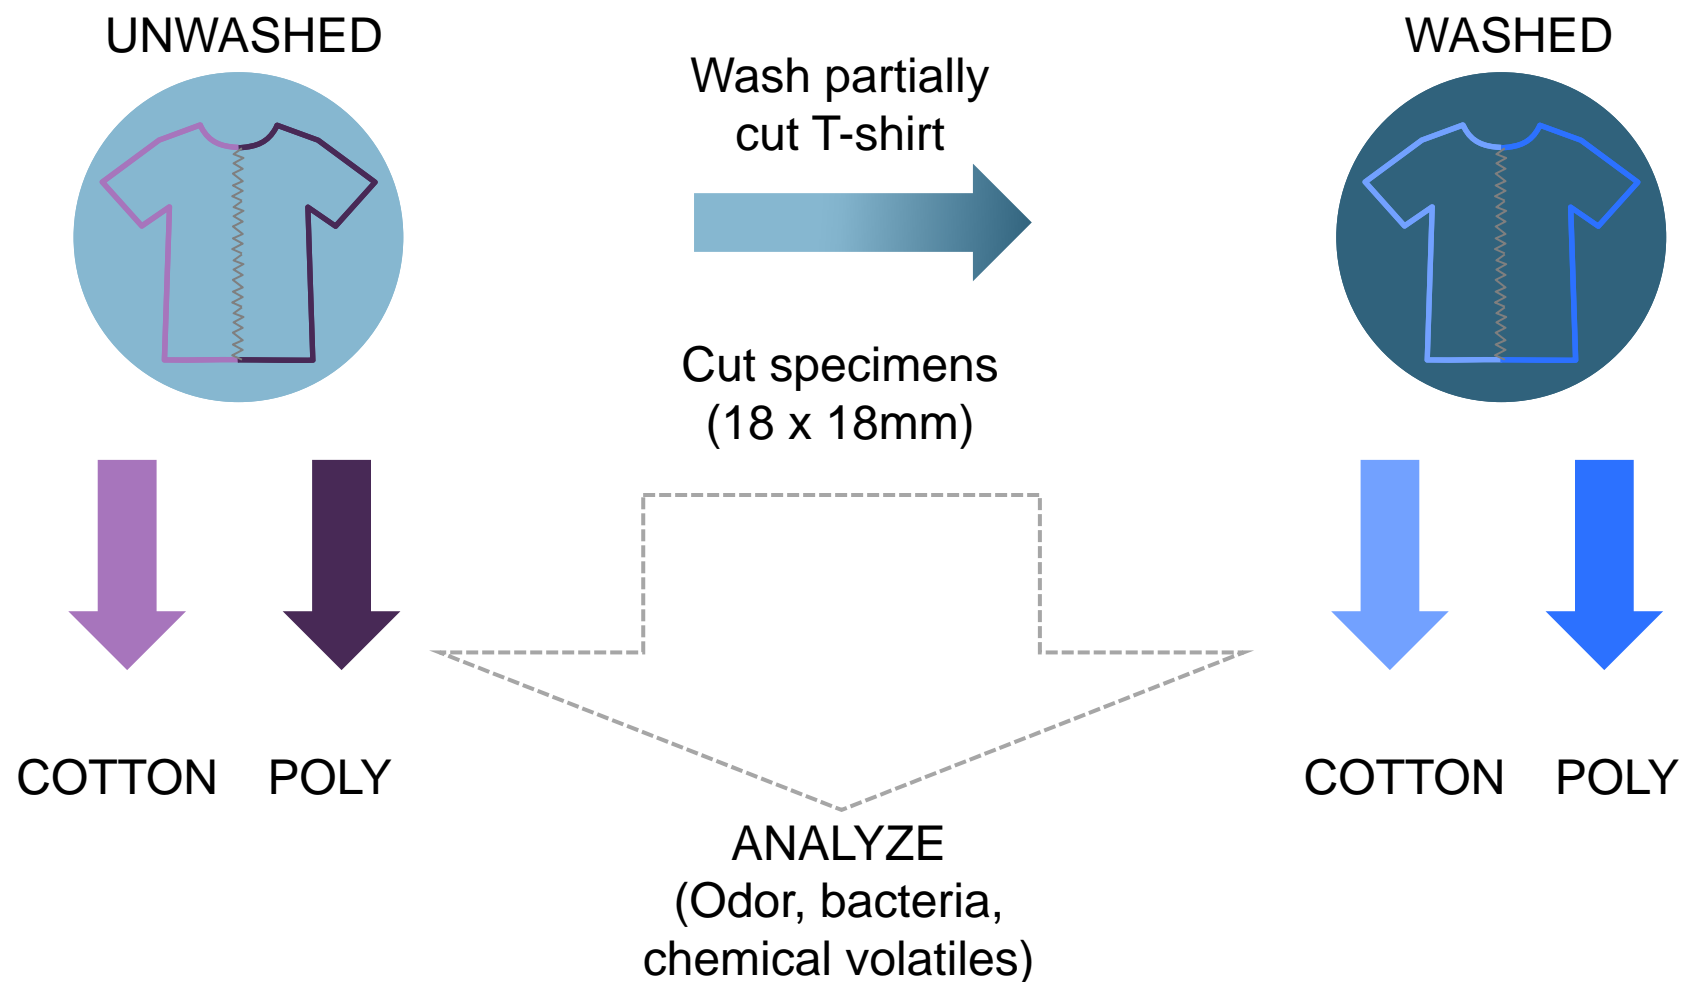 UNWASHED
WASHED
Wash partially
cut T-shirt
Cut specimens
(18 x 18mm)
COTTON
POLY
COTTON
POLY
ANALYZE
(Odor, bacteria,
chemical volatiles)